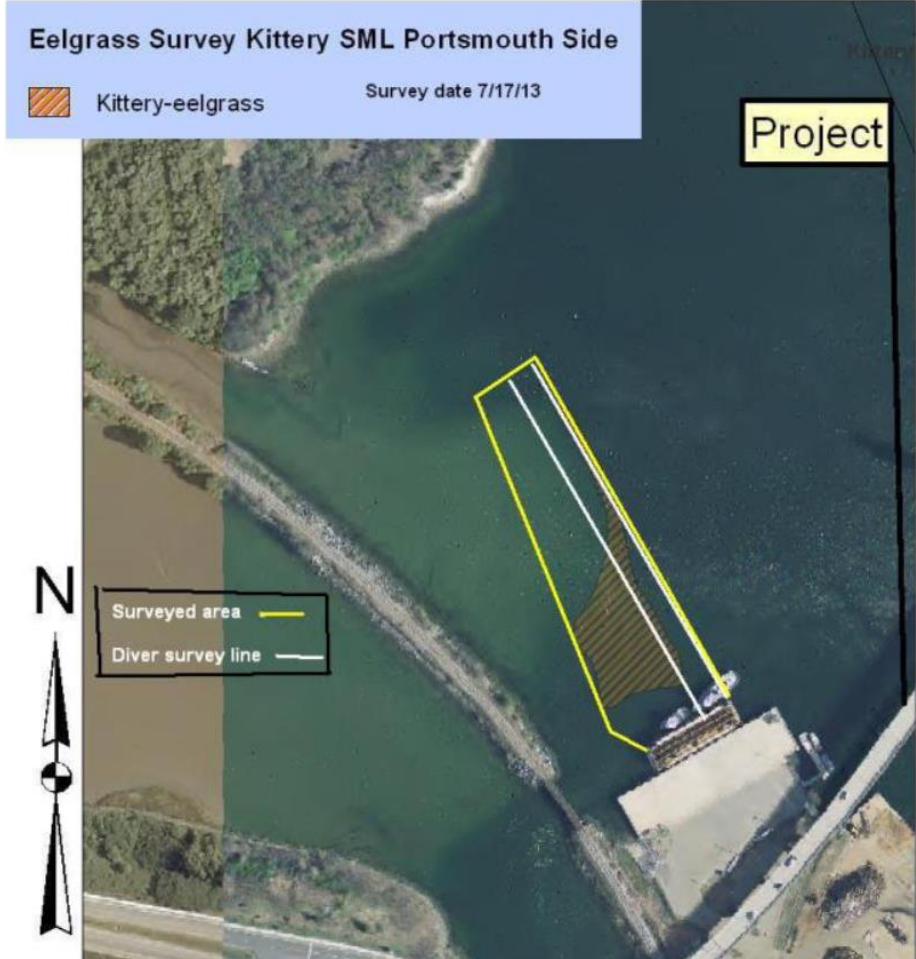 Eelgrass Survey Kittery SML Portsmouth Side
Kittery-eelgrass
Survey date 7/17/13
Kittery
Project
N
Surveyed area
Diver survey line